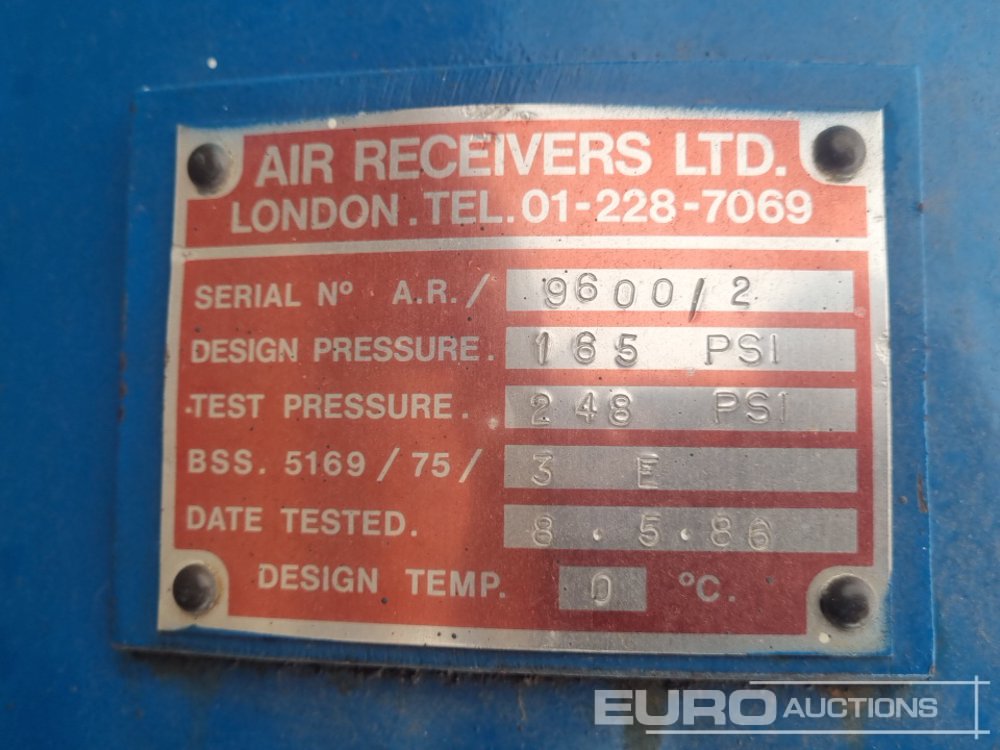 AIR RECEIVERS LTD.
LONDON. TEL. 01-228-7069
SERIAL Nº A.R./ 9600/2
DESIGN PRESSURE. 165 PSI
TEST PRESSURE. 248 PSI
BSS. 5169/75/ 3 E
DATE TESTED. 8.5.86
DESIGN TEMP. 0 ºC.
EURO AUCTIONS